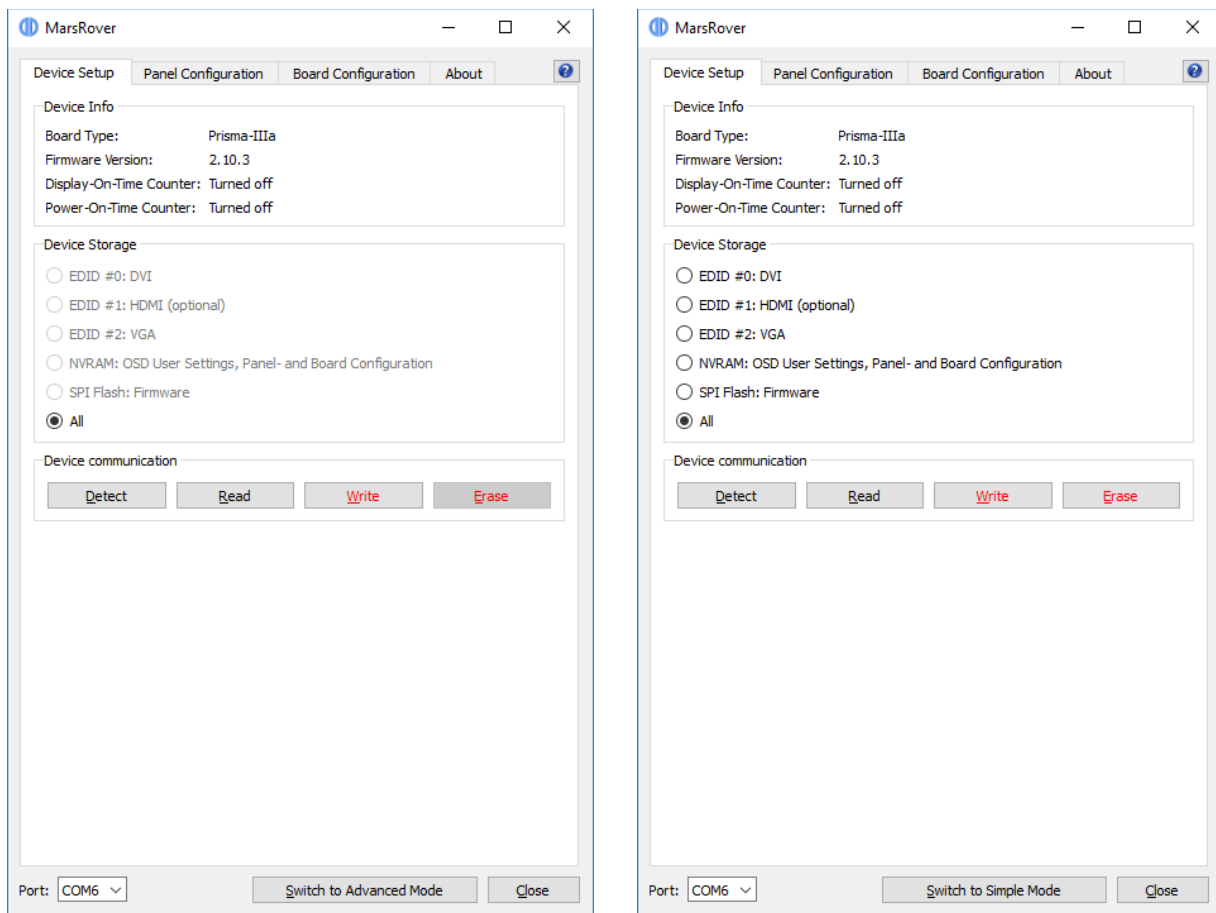 MarsRover
Device Setup Panel Configuration Board Configuration About
Device Info
Board Type: Prisma-IIIa
Firmware Version: 2.10.3
Display-On-Time Counter: Turned off
Power-On-Time Counter: Turned off
Device Storage
EDID #0: DVI
EDID #1: HDMI (optional)
EDID #2: VGA
NVRAM: OSD User Settings, Panel- and Board Configuration
SPI Flash: Firmware
All
Device communication
Detect Read Write Erase
Port: COM6 Switch to Advanced Mode Close
MarsRover
Device Setup Panel Configuration Board Configuration About
Device Info
Board Type: Prisma-IIIa
Firmware Version: 2.10.3
Display-On-Time Counter: Turned off
Power-On-Time Counter: Turned off
Device Storage
EDID #0: DVI
EDID #1: HDMI (optional)
EDID #2: VGA
NVRAM: OSD User Settings, Panel- and Board Configuration
SPI Flash: Firmware
All
Device communication
Detect Read Write Erase
Port: COM6 Switch to Simple Mode Close